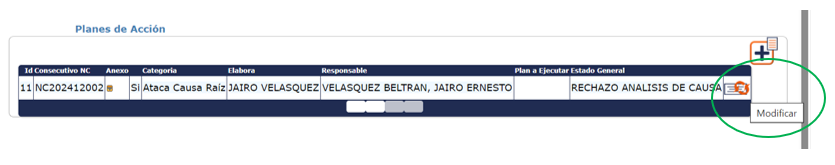 Planes de Acción
Id Consecutivo NC Anexo Categoria Elabora Responsable Plan a Ejecutar Estado General
11 NC202412002 Si Ataca Causa Raíz JAIRO VELASQUEZ VELASQUEZ BELTRAN, JAIRO ERNESTO RECHAZO ANALISIS DE CAUSA
Modificar